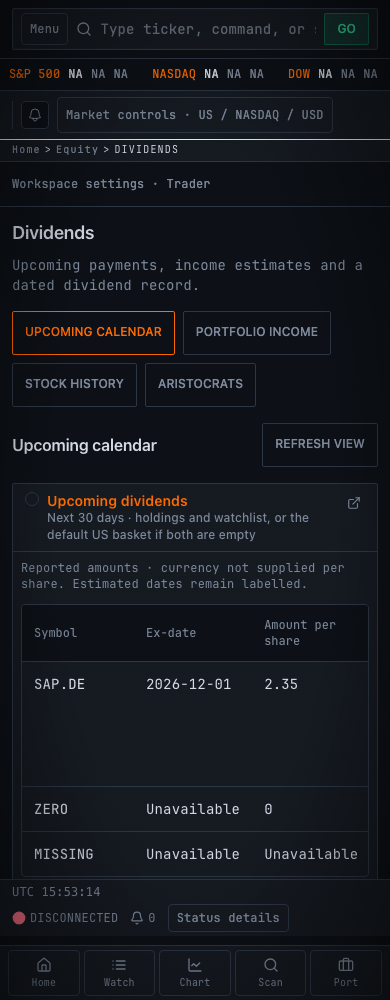 Menu
Type ticker, command, or
GO
S&P 500 NA NA NA NASDAQ NA NA NA DOW NA NA NA
Market controls · US / NASDAQ / USD
Home > Equity > DIVIDENDS
Workspace settings · Trader
Dividends
Upcoming payments, income estimates and a
dated dividend record.
UPCOMING CALENDAR
PORTFOLIO INCOME
STOCK HISTORY
ARISTOCRATS
Upcoming calendar
REFRESH VIEW
Upcoming dividends
Next 30 days · holdings and watchlist, or the
default US basket if both are empty
Reported amounts · currency not supplied per
share. Estimated dates remain labelled.
Symbol Ex-date Amount per
share
SAP.DE 2026-12-01 2.35
ZERO Unavailable 0
MISSING Unavailable Unavailable
UTC 15:53:14
DISCONNECTED 0 Status details
Home Watch Chart Scan Port